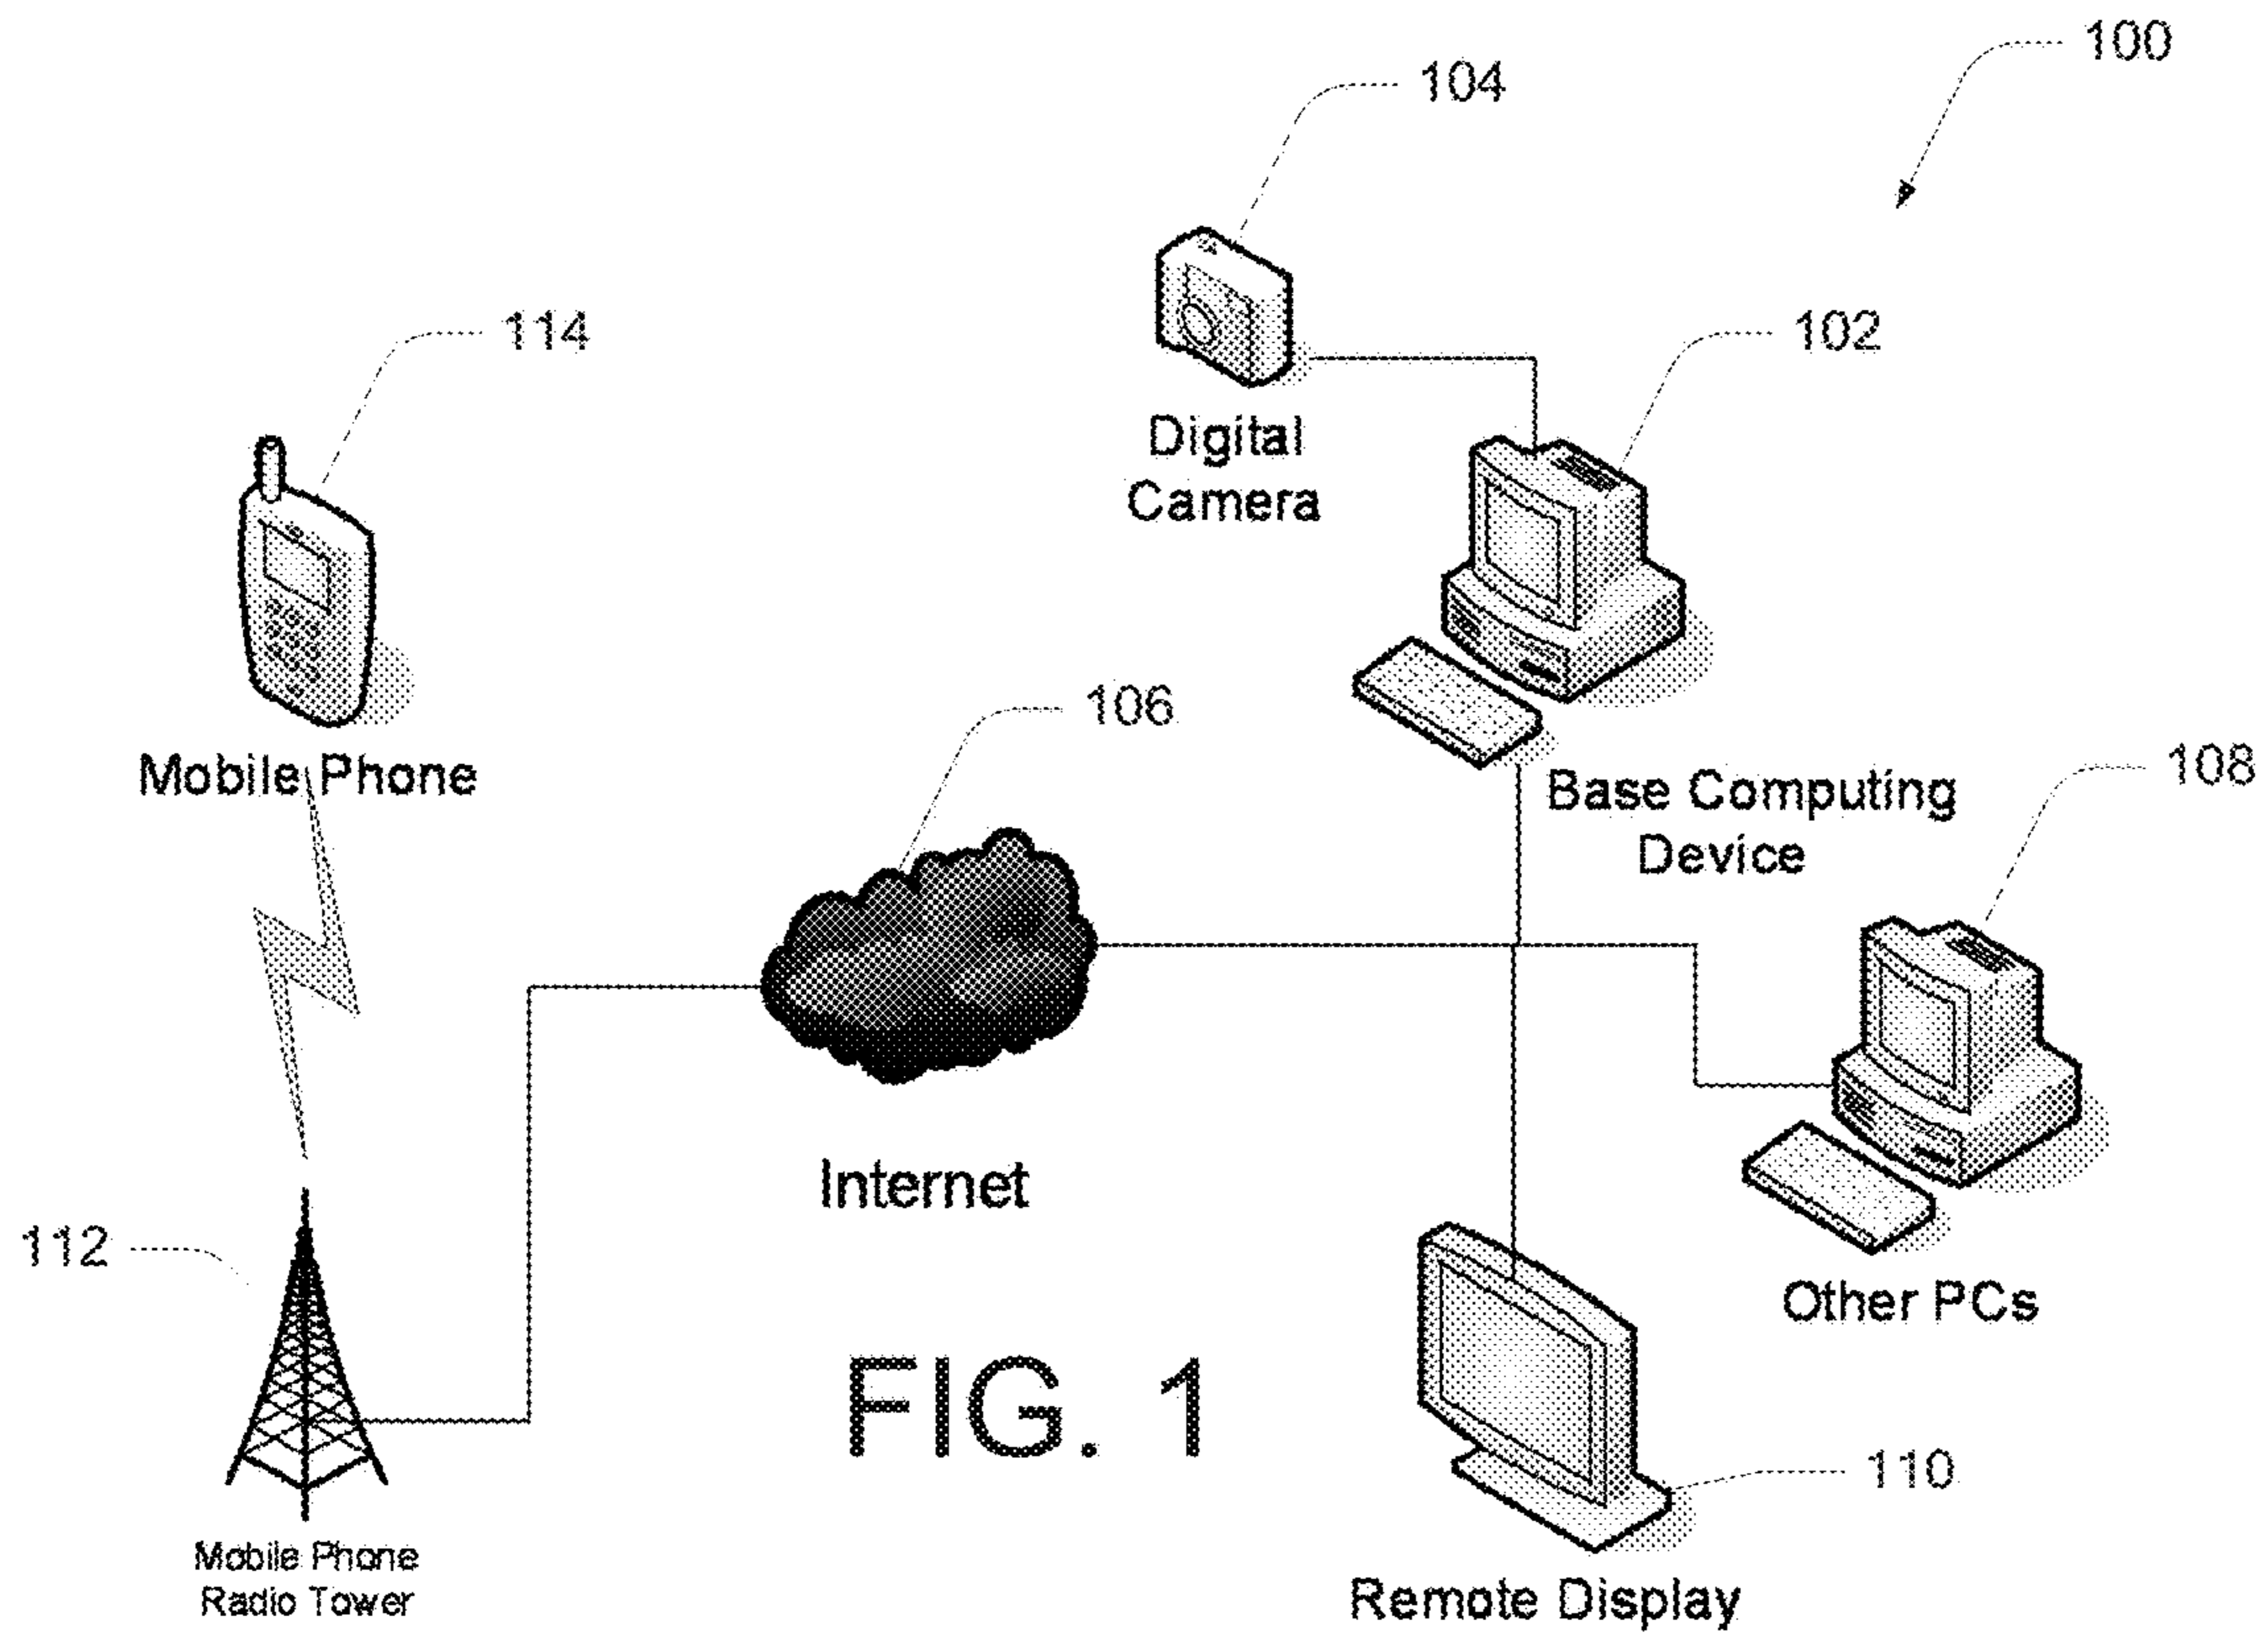 100
104
114
102
Digital
Camera
106
Mobile Phone
Base Computing
Device
108
Internet
112
Other PCs
FIG. 1
110
Mobile Phone
Radio Tower
Remote Display